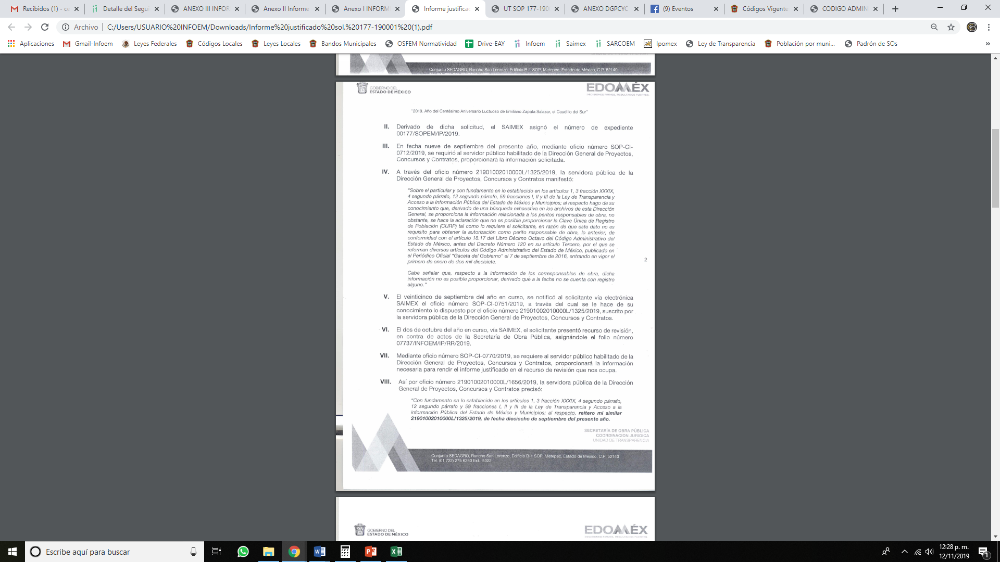 Recibidos (1) - ce
Detalle del Segui
ANEXO III INFOR
Anexo II Informe
Anexo I INFORM
Informe justificad
UT SOP 177-190
ANEXO DGPCYC
(9) Eventos
Códigos Vigente
CODIGO ADMIN
Archivo
C:/Users/USUARIO%20INFOEM/Downloads/Informe%20justificado%20sol.%20177-190001%20(1).pdf
Aplicaciones
Gmail-Infoem
Leyes Federales
Códigos Locales
Leyes Locales
Bandos Municipales
OSFEM Normatividad
Drive-EAY
Infoem
Saimex
SARCOEM
Ipomex
Ley de Transparencia
Población por muni...
Padrón de SOs
»
Conjunto SEDAGRO, Rancho San Lorenzo, Edificio B-1 SOP, Metepec, Estado de México, C.P. 52140
GOBIERNO DEL
ESTADO DE MÉXICO
EDOMÉX
DECISIONES FIRMES, RESULTADOS FUERTES
"2019. Año del Centésimo Aniversario Luctuoso de Emiliano Zapata Salazar, el Caudillo del Sur"
II. Derivado de dicha solicitud, el SAIMEX asignó el número de expediente
00177/SOPEM/IP/2019.
III. En fecha nueve de septiembre del presente año, mediante oficio número SOP-CI-
0712/2019, se requirió al servidor público habilitado de la Dirección General de Proyectos,
Concursos y Contratos, proporcionará la información solicitada.
IV. A través del oficio número 21901002010000L/1325/2019, la servidora pública de la
Dirección General de Proyectos, Concursos y Contratos manifestó:
"Sobre el particular y con fundamento en lo establecido en los artículos 1, 3 fracción XXXIX,
4 segundo párrafo, 12 segundo párrafo, 59 fracciones I, II y III de la Ley de Transparencia y
Acceso a la Información Pública del Estado de México y Municipios; al respecto hago de su
conocimiento que, derivado de una búsqueda exhaustiva en los archivos de esta Dirección
General, se proporciona la información relacionada a los peritos responsables de obra, no
obstante, se hace la aclaración que no es posible proporcionar la Clave Única de Registro
de Población (CURP) tal como lo requiere el solicitante, en razón de que este dato no es
requisito para obtener la autorización como perito responsable de obra, lo anterior, de
conformidad con el artículo 18.17 del Libro Décimo Octavo del Código Administrativo del
Estado de México, antes del Decreto Número 120 en su artículo Tercero, por el que se
reforman diversos artículos del Código Administrativo del Estado de México, publicado en
el Periódico Oficial "Gaceta del Gobierno" el 7 de septiembre de 2016, entrando en vigor el
primero de enero de dos mil diecisiete.
2
Cabe señalar que, respecto a la información de los corresponsables de obra, dicha
información no es posible proporcionar, derivado que a la fecha no se cuenta con registro
alguno."
V. El veinticinco de septiembre del año en curso, se notificó al solicitante vía electrónica
SAIMEX el oficio número SOP-CI-0751/2019, a través del cual se le hace de su
conocimiento lo dispuesto por el oficio número 21901002010000L/1325/2019, suscrito por
la servidora pública de la Dirección General de Proyectos, Concursos y Contratos.
VI. El dos de octubre del año en curso, vía SAIMEX, el solicitante presentó recurso de revisión,
en contra de actos de la Secretaría de Obra Pública, asignándole el folio número
07737/INFOEM/IP/RR/2019.
VII. Mediante oficio número SOP-CI-0770/2019, se requiere al servidor público habilitado de la
Dirección General de Proyectos, Concursos y Contratos, proporcionará la información
necesaria para rendir el informe justificado en el recurso de revisión que nos ocupa.
VIII. Así por oficio número 21901002010000L/1656/2019, la servidora pública de la Dirección
General de Proyectos, Concursos y Contratos precisó:
"Con fundamento en lo establecido en los artículos 1, 3 fracción XXXIX, 4 segundo párrafo,
12 segundo párrafo y 59 fracciones I, II y III de la Ley de Transparencia y Acceso a la
información Pública del Estado de México y Municipios; al respecto, reitero mi similar
21901002010000L/1325/2019, de fecha dieciocho de septiembre del presente año.
SECRETARÍA DE OBRA PÚBLICA
COORDINACION JURIDICA
UNIDAD DE TRANSPARENCIA
Conjunto SEDAGRO, Rancho San Lorenzo, Edificio B-1 SOP, Metepec, Estado de México, C.P. 52140
Tel. (01 722) 275 6250 Ext. 5322
GOBIERNO DEL
ESTADO DE MÉXICO
EDOMÉX
Escribe aquí para buscar
12:28 p. m.
12/11/2019
1